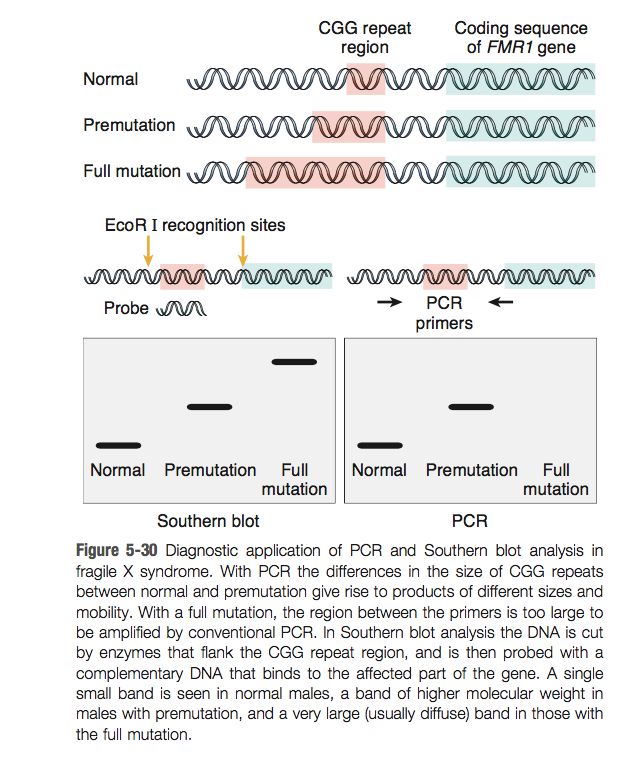 CGG repeat region
Coding sequence of FMR1 gene
Normal
Premutation
Full mutation
EcoR I recognition sites
Probe
PCR primers
Normal Premutation Full mutation
Southern blot
Normal Premutation Full mutation
PCR
Figure 5-30 Diagnostic application of PCR and Southern blot analysis in
fragile X syndrome. With PCR the differences in the size of CGG repeats
between normal and premutation give rise to products of different sizes and
mobility. With a full mutation, the region between the primers is too large to
be amplified by conventional PCR. In Southern blot analysis the DNA is cut
by enzymes that flank the CGG repeat region, and is then probed with a
complementary DNA that binds to the affected part of the gene. A single
small band is seen in normal males, a band of higher molecular weight in
males with premutation, and a very large (usually diffuse) band in those with
the full mutation.